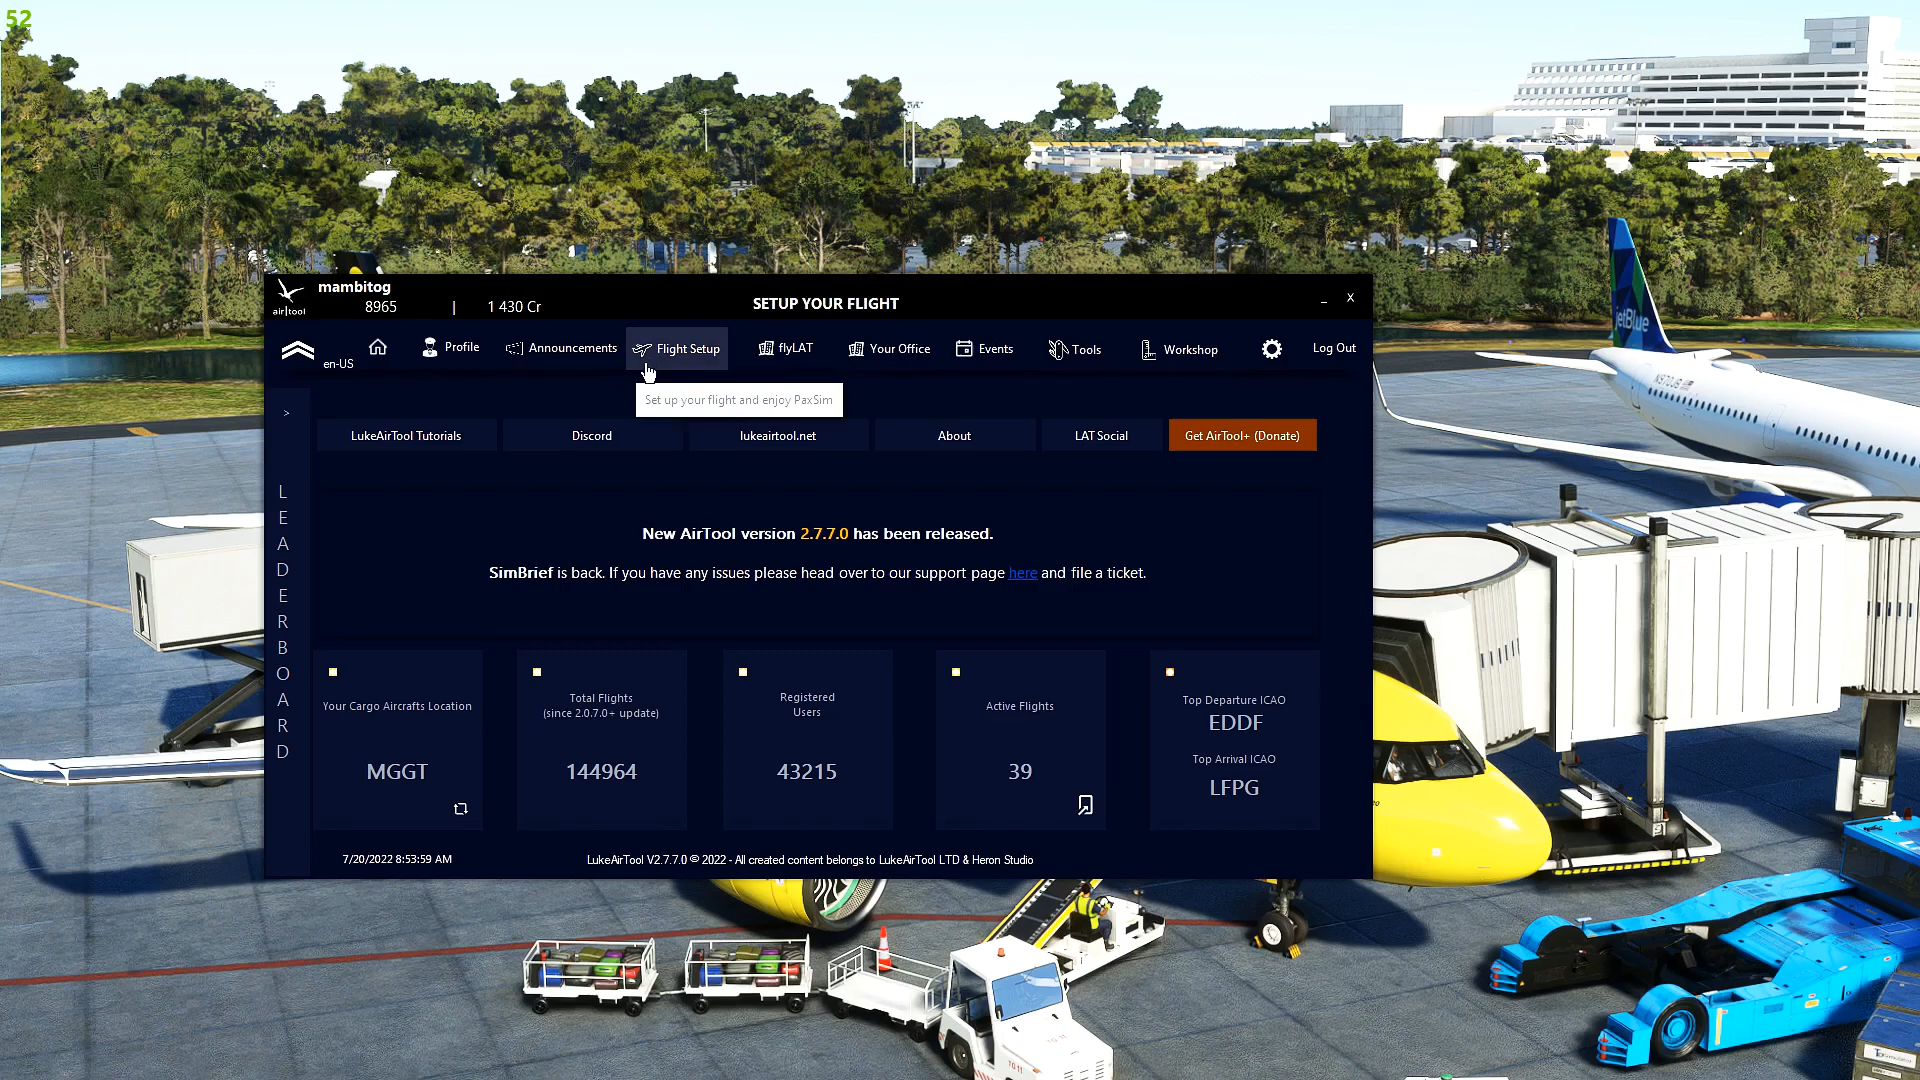 52
mambitog
8965 | 1 430 Cr
SETUP YOUR FLIGHT
_ X
air|tool
en-US
Profile
Announcements
Flight Setup
flyLAT
Your Office
Events
Tools
Workshop
Log Out
Set up your flight and enjoy PaxSim
>
LukeAirTool Tutorials
Discord
lukeairtool.net
About
LAT Social
Get AirTool+ (Donate)
LEADERBOARD
New AirTool version 2.7.7.0 has been released.
SimBrief is back. If you have any issues please head over to our support page here and file a ticket.
Your Cargo Aircrafts Location
MGGT
Total Flights
(since 2.0.7.0+ update)
144964
Registered
Users
43215
Active Flights
39
Top Departure ICAO
EDDF
Top Arrival ICAO
LFPG
7/20/2022 8:53:59 AM
LukeAirTool V2.7.7.0 © 2022 - All created content belongs to LukeAirTool LTD & Heron Studio
jetBlue
N970JB
TO 11